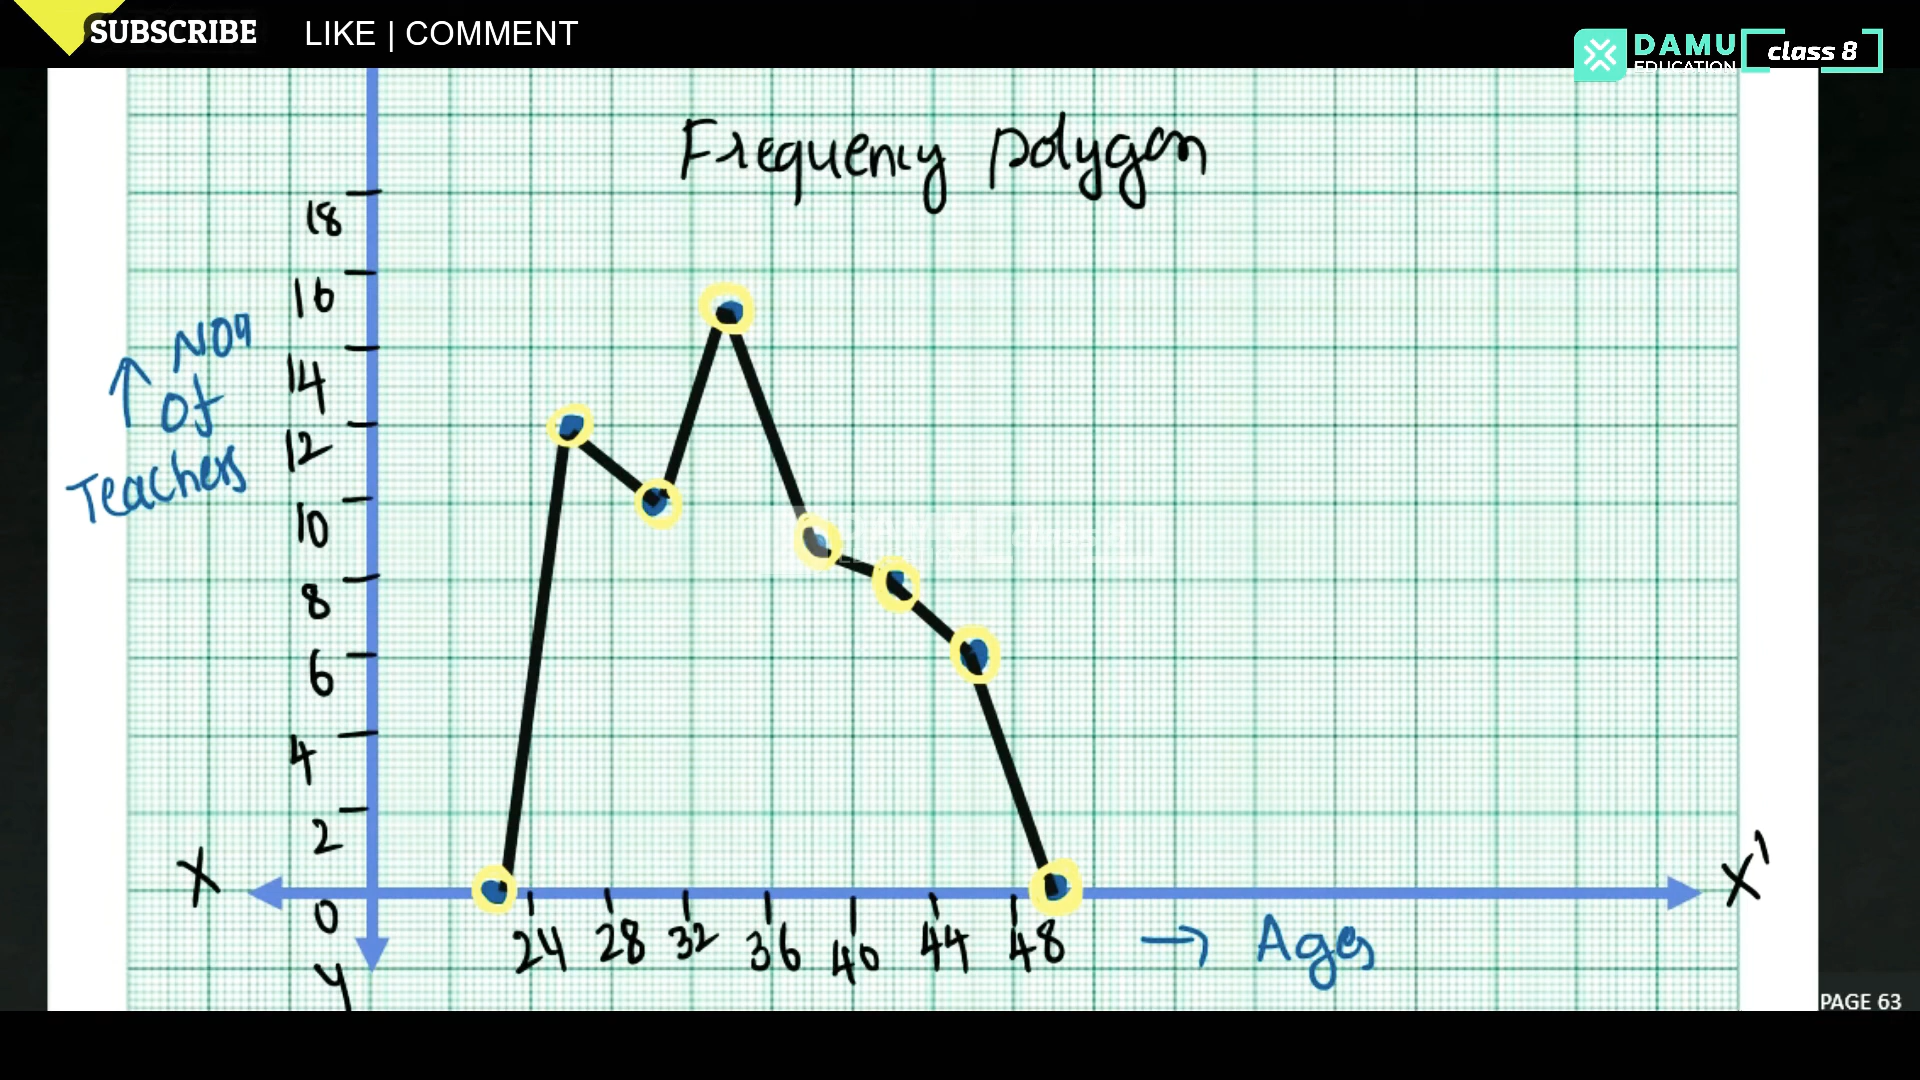 SUBSCRIBE LIKE | COMMENT
DAMU
EDUCATION
class 8
Frequency polygon
18
16
14
12
10
8
6
4
2
0
of
Teachers
X
X'
24 28 32 36 40 44 48
→ Ages
y
PAGE 63